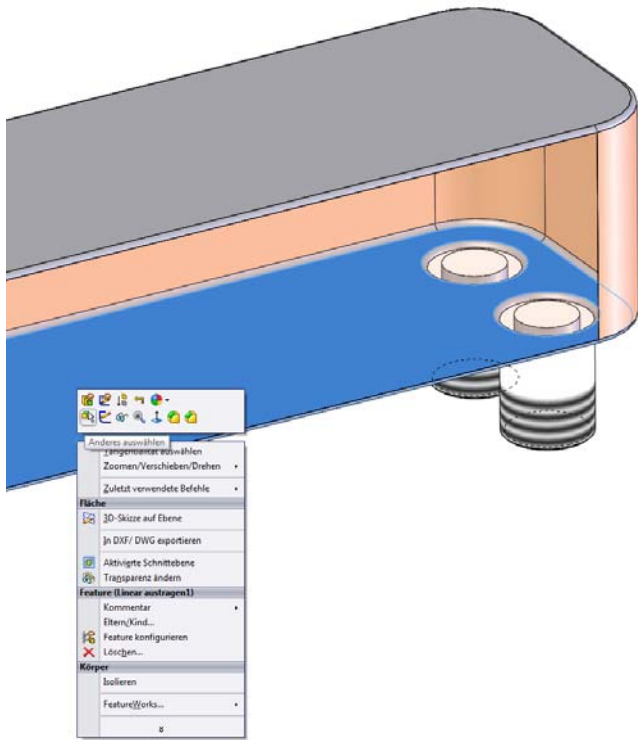 Anderes auswählen
Tangentialität auswählen
Zoomen/Verschieben/Drehen
Zuletzt verwendete Befehle
Fläche
3D-Skizze auf Ebene
In DXF/ DWG exportieren
Aktivigrte Schnittebene
Transparenz ändern
Feature (Linear austragen1)
Kommentar
Eltern/Kind...
Feature konfigurieren
Löschen...
Körper
Isolieren
FeatureWorks...